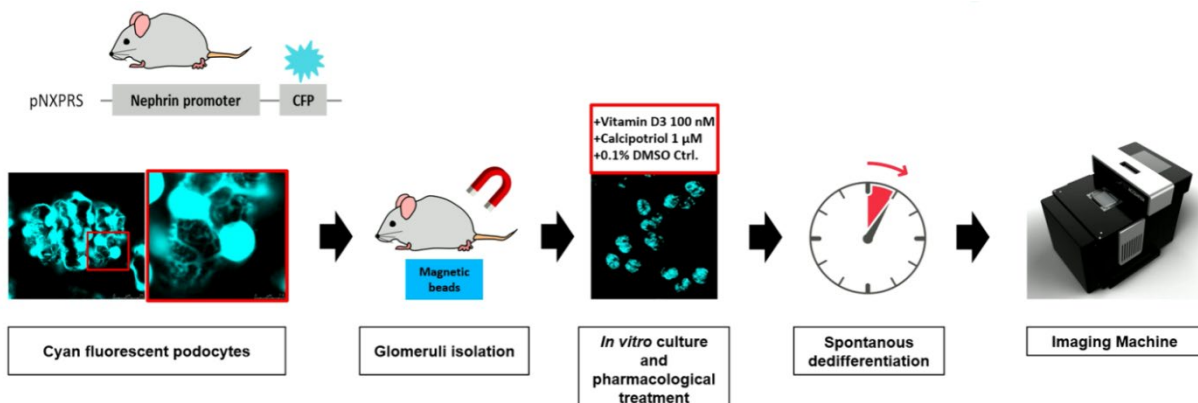 pNXPRS
Nephrin promoter
CFP
+Vitamin D3 100 nM
+Calcipotriol 1 µM
+0.1% DMSO Ctrl.
Magnetic
beads
Cyan fluorescent podocytes
Glomeruli isolation
In vitro culture
and
pharmacological
treatment
Spontanous
dedifferentiation
Imaging Machine